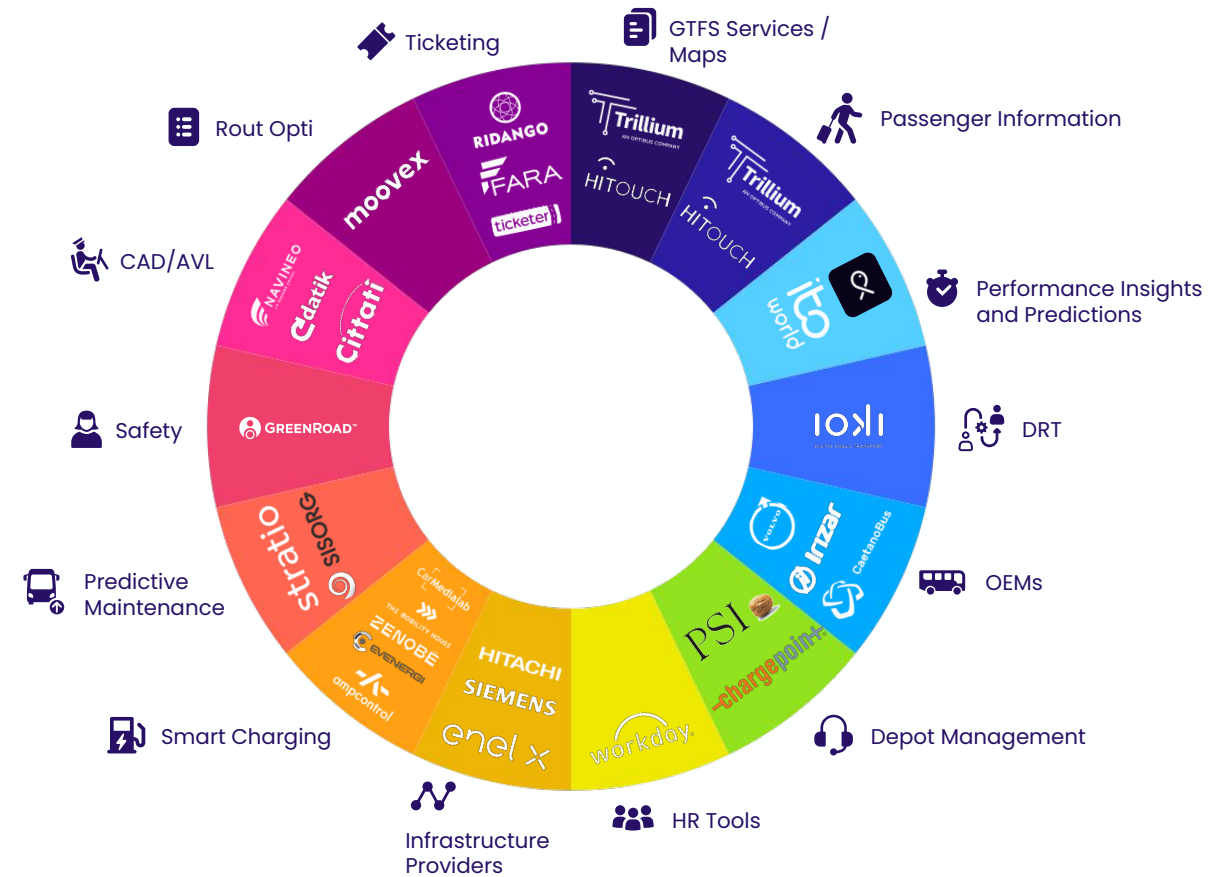 Ticketing
GTFS Services /
Maps
Passenger Information
Performance Insights
and Predictions
DRT
OEMs
Depot Management
HR Tools
Infrastructure
Providers
Smart Charging
Predictive
Maintenance
Safety
CAD/AVL
Rout Opti
RIDANGO
FARA
ticketer
Trillium
AN OPTIBUS COMPANY
HITOUCH
Trillium
AN OPTIBUS COMPANY
HITOUCH
ito
world
IOKI
VOLVO
Irizar
CaetanoBus
PSI
-chargepoin+:
workday.
HITACHI
SIEMENS
enel x
CarMedialab
THE MOBILITY HOUSE
ZENOBE
EVENERGI
ampcontrol
stratio
SISORG
GREENROAD™
NAVINEO
datik
Cittati
moovex